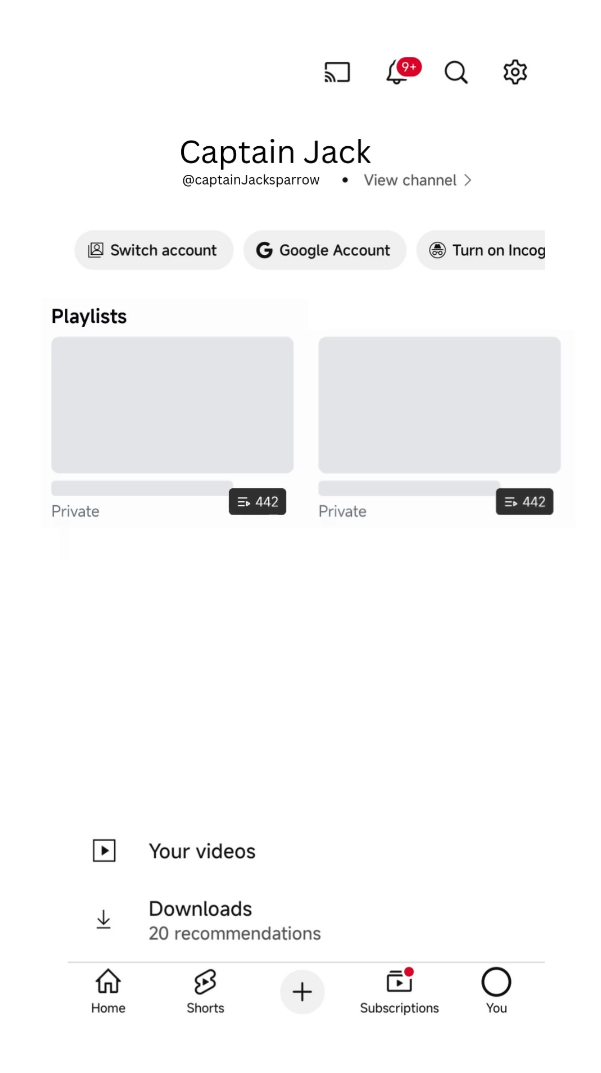 9+
Captain Jack
@captainJacksparrow • View channel >
Switch account
Google Account
Turn on Incog
Playlists
442
442
Private
Private
Your videos
Downloads
20 recommendations
Home
Shorts
Subscriptions
You